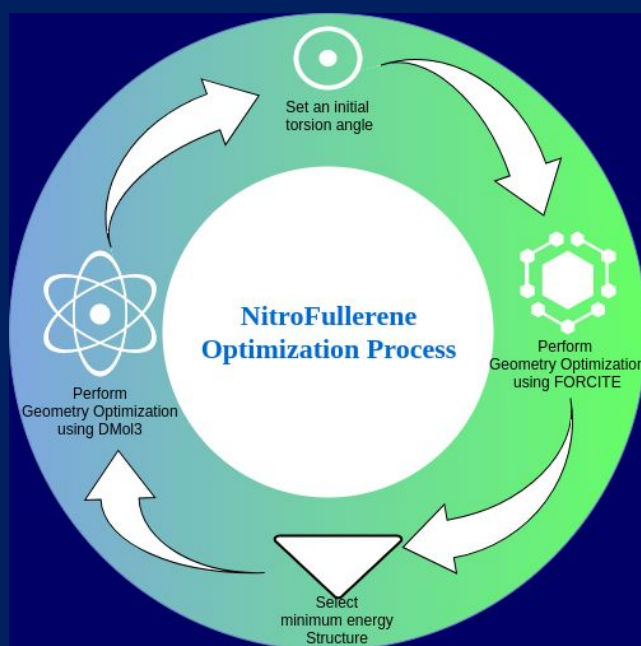 Set an initial
torsion angle
Perform
Geometry Optimization
using FORCITE
Select
minimum energy
Structure
Perform
Geometry Optimization
using DMol3
NitroFullerene
Optimization Process